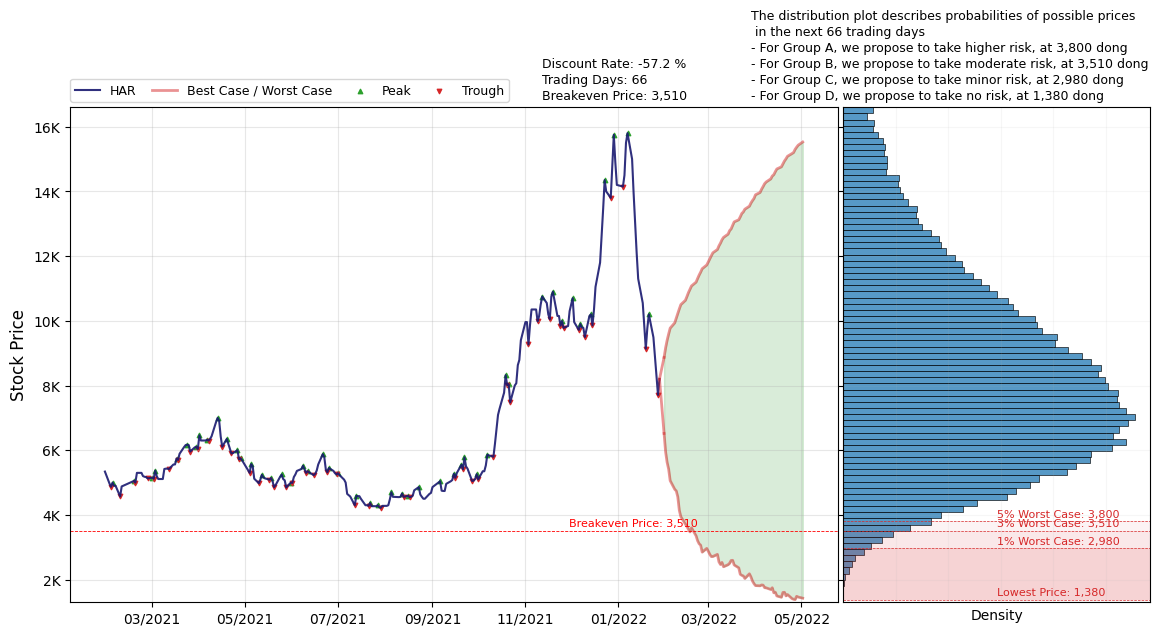 The distribution plot describes probabilities of possible prices
in the next 66 trading days
- For Group A, we propose to take higher risk, at 3,800 dong
- For Group B, we propose to take moderate risk, at 3,510 dong
- For Group C, we propose to take minor risk, at 2,980 dong
- For Group D, we propose to take no risk, at 1,380 dong
Discount Rate: -57.2 %
Trading Days: 66
Breakeven Price: 3,510
HAR Best Case / Worst Case Peak Trough
Stock Price
16K
14K
12K
10K
8K
6K
4K
2K
Breakeven Price: 3,510
5% Worst Case: 3,800
3% Worst Case: 3,510
1% Worst Case: 2,980
Lowest Price: 1,380
03/2021 05/2021 07/2021 09/2021 11/2021 01/2022 03/2022 05/2022
Density